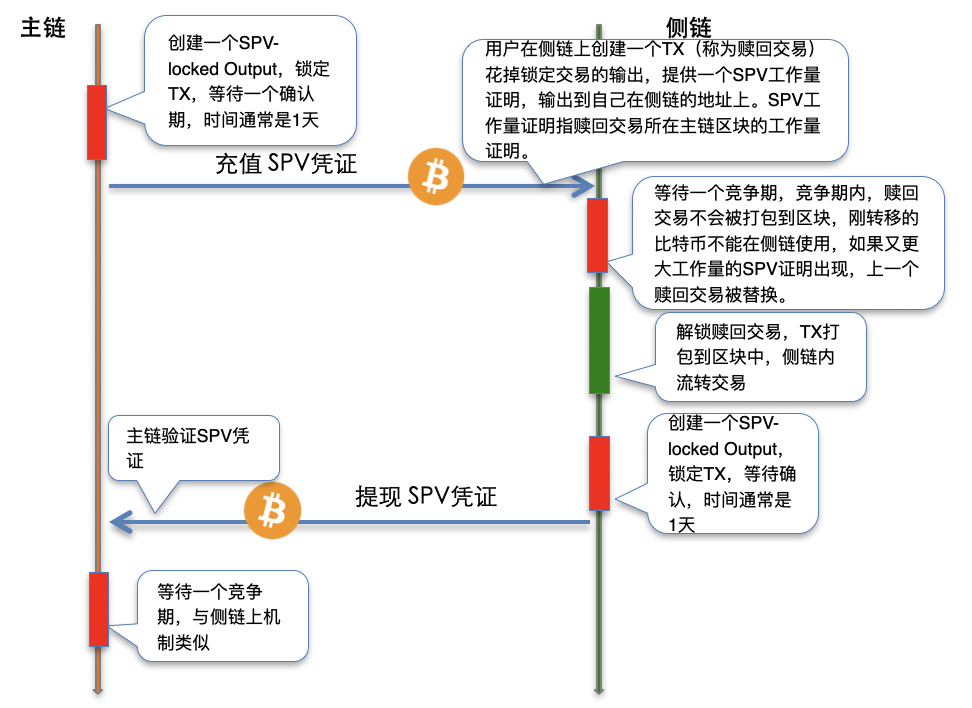 主链
侧链
创建一个SPV-
locked Output，锁定
TX，等待一个确认
期，时间通常是1天
用户在侧链上创建一个TX（称为赎回交易）
花掉锁定交易的输出，提供一个SPV工作量
证明，输出到自己在侧链的地址上。SPV工
作量证明指赎回交易所在主链区块的工作量
证明。
充值 SPV凭证
等待一个竞争期，竞争期内，赎回
交易不会被打包到区块，刚转移的
比特币不能在侧链使用，如果又更
大工作量的SPV证明出现，上一个
赎回交易被替换。
解锁赎回交易，TX打
包到区块中，侧链内
流转交易
创建一个SPV-
locked Output，
锁定TX，等待确
认，时间通常是
1天
主链验证SPV凭
证
提现 SPV凭证
等待一个竞争
期，与侧链上机
制类似